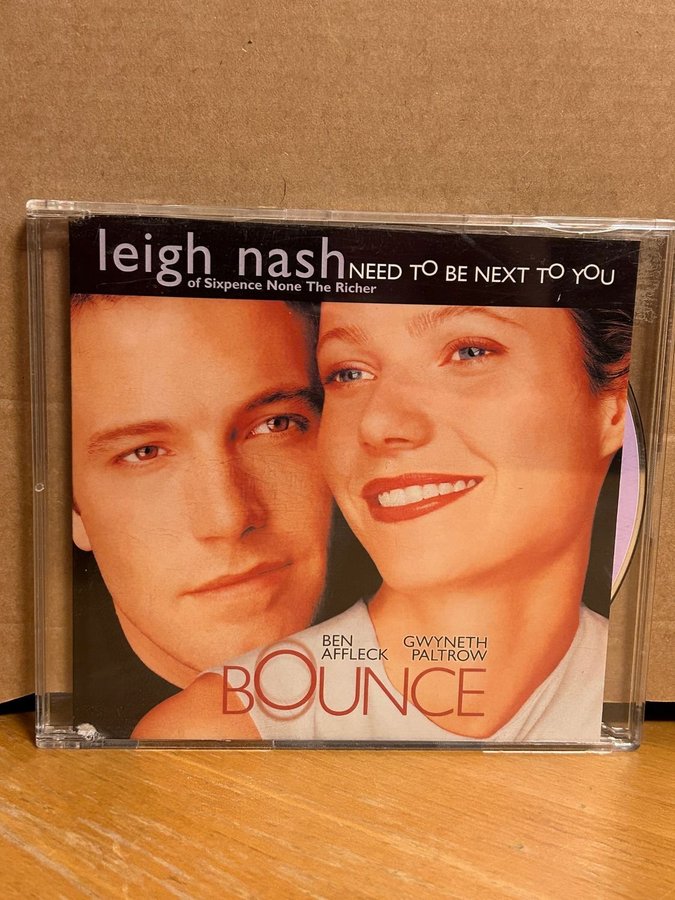 leigh nash NEED TO BE NEXT TO YOU
of Sixpence None The Richer
BEN GWYNETH
AFFLECK PALTROW
BOUNCE